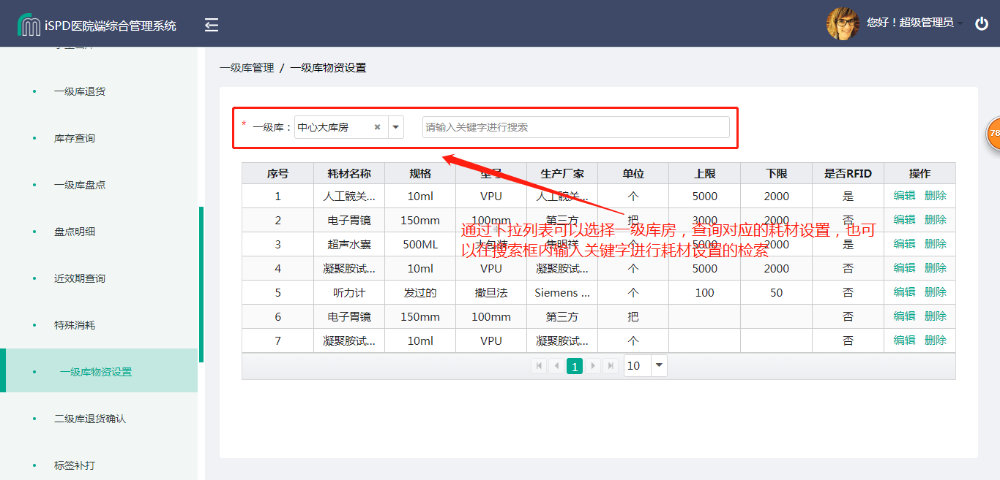 iSPD医院端综合管理系统
您好！超级管理员
一级库退货
库存查询
一级库盘点
盘点明细
近效期查询
特殊消耗
一级库物资设置
二级库退货确认
标签补打
一级库管理 / 一级库物资设置
* 一级库： 中心大库房 × 请输入关键字进行搜索
序号 耗材名称 规格 型号 生产厂家 单位 上限 下限 是否RFID 操作
1 人工髋关... 10ml VPU 人工髋关... 个 5000 2000 是 编辑 删除
2 电子胃镜 150mm 100mm 第三方 把 3000 2000 否 编辑 删除
3 超声水囊 500ML 大包装 焦明祥 个 5000 2000 是 编辑 删除
4 凝聚胺试... 10ml VPU 凝聚胺试... 个 5000 2000 否 编辑 删除
5 听力计 发过的 撒旦法 Siemens ... 个 100 50 否 编辑 删除
6 电子胃镜 150mm 100mm 第三方 把 否 编辑 删除
7 凝聚胺试... 10ml VPU 凝聚胺试... 个 否 编辑 删除
1 10
通过下拉列表可以选择一级库房，查询对应的耗材设置，也可
以在搜索框内输入关键字进行耗材设置的检索
78